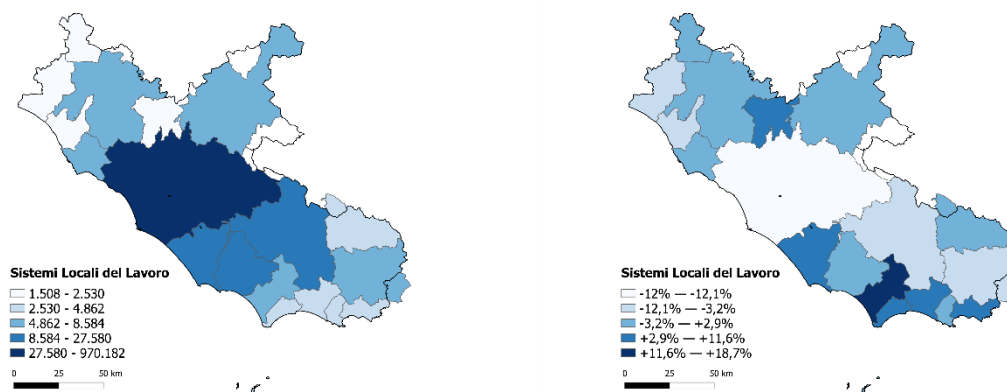 Sistemi Locali del Lavoro
1.508 - 2.530
2.530 - 4.862
4.862 - 8.584
8.584 - 27.580
27.580 - 970.182
0 25 50 km
Sistemi Locali del Lavoro
-12% — -12,1%
-12,1% — -3,2%
-3,2% — +2,9%
+2,9% — +11,6%
+11,6% — +18,7%
0 25 50 km